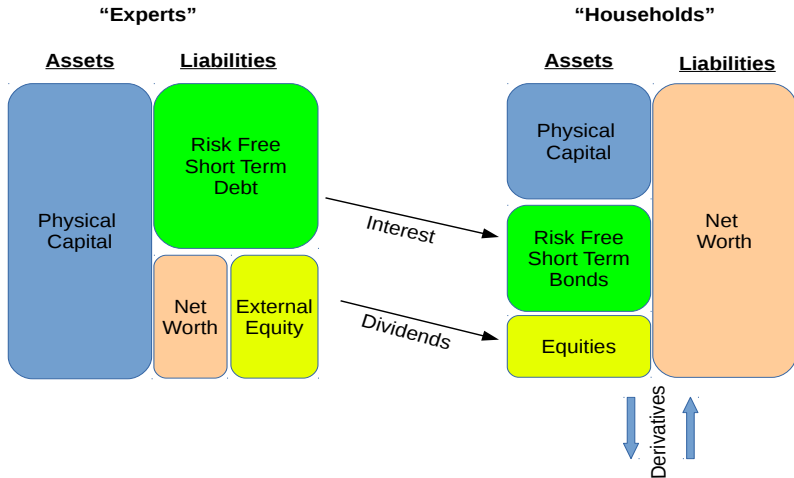 “Experts”
“Households”
Assets
Liabilities
Assets
Liabilities
Physical
Capital
Risk Free
Short Term
Debt
Net
Worth
External
Equity
Interest
Dividends
Physical
Capital
Risk Free
Short Term
Bonds
Equities
Net
Worth
Derivatives